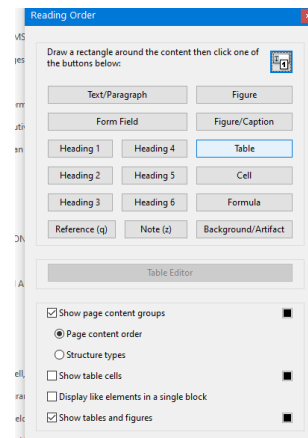 Reading Order
Draw a rectangle around the content then click one of
the buttons below:
Text/Paragraph
Figure
Form Field
Figure/Caption
Heading 1
Heading 4
Table
Heading 2
Heading 5
Cell
Heading 3
Heading 6
Formula
Reference (q)
Note (z)
Background/Artifact
Table Editor
Show page content groups
Page content order
Structure types
Show table cells
Display like elements in a single block
Show tables and figures